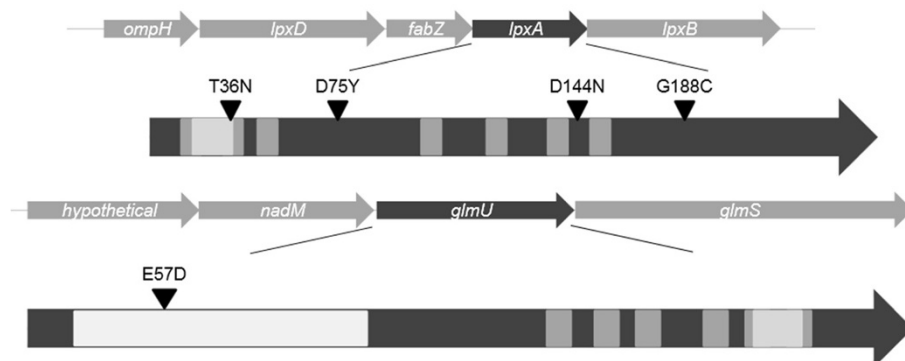 ompH lpxD fabZ lpxA lpxB
T36N D75Y D144N G188C
hypothetical nadM glmU glmS
E57D